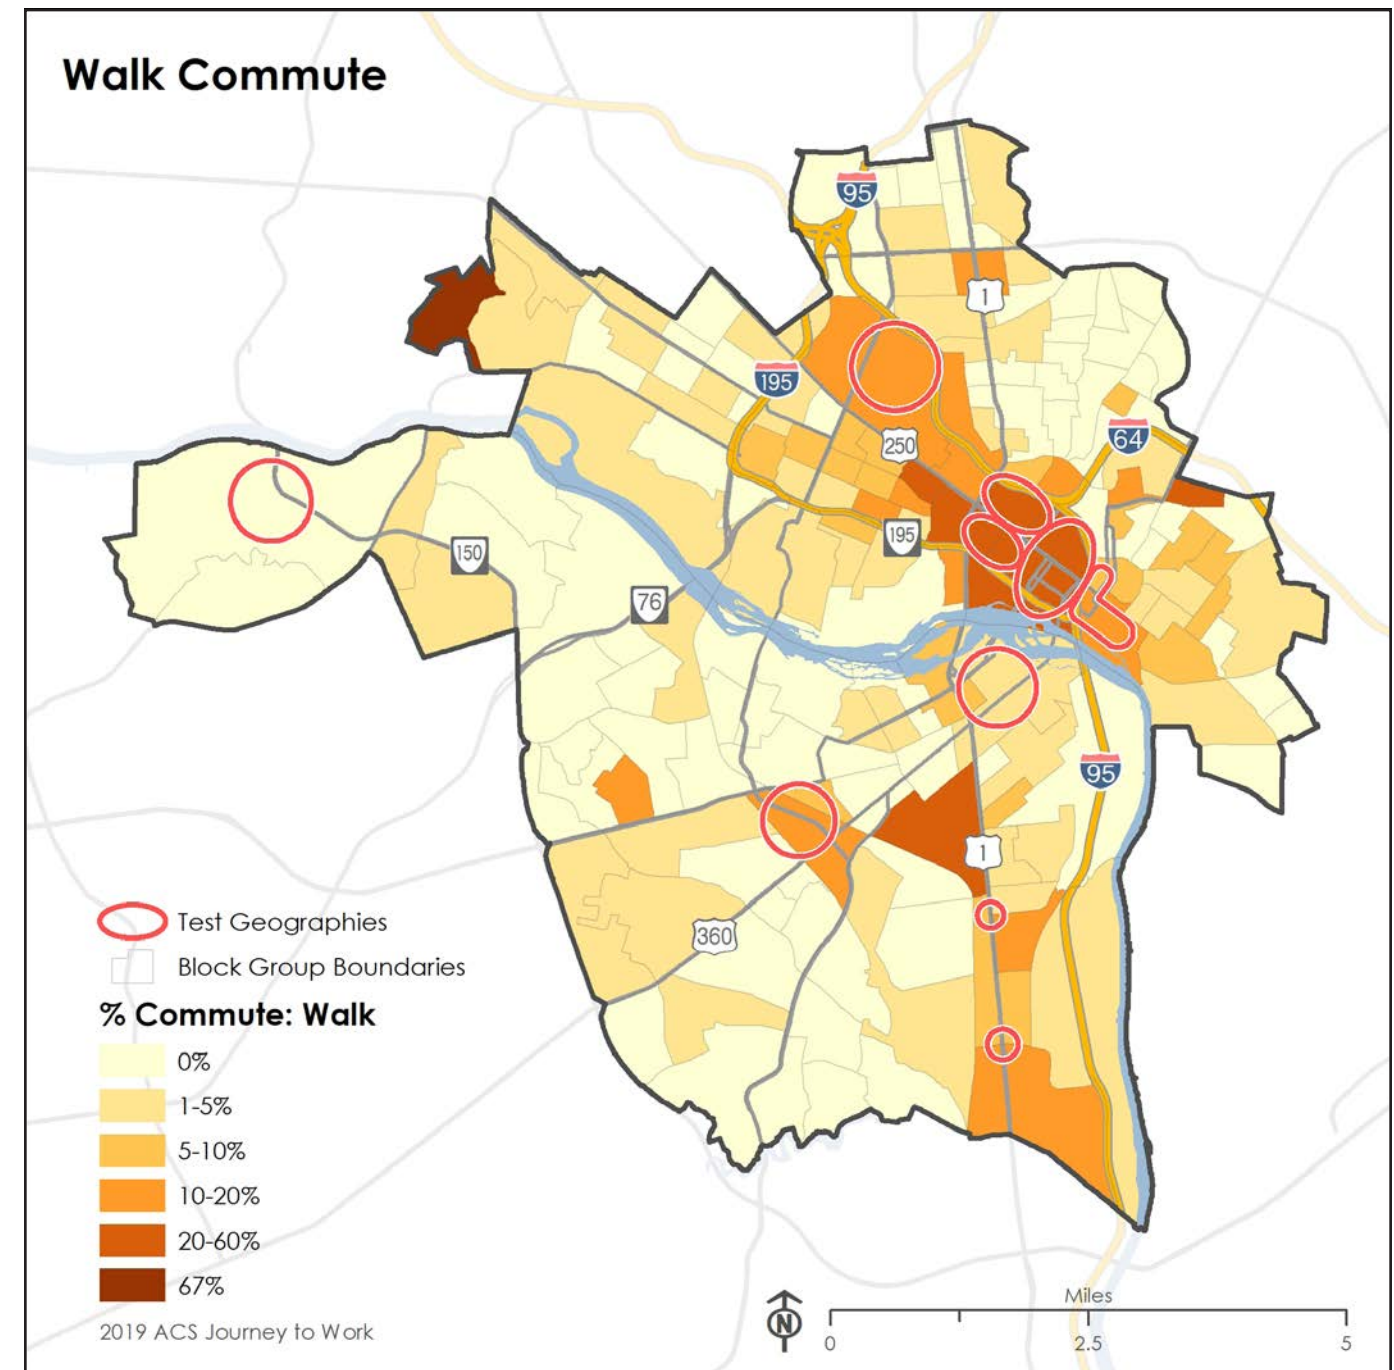 Walk Commute
95
1
195
250
64
195
150
76
95
1
360
Test Geographies
Block Group Boundaries
% Commute: Walk
0%
1-5%
5-10%
10-20%
20-60%
67%
2019 ACS Journey to Work
N
Miles
0
2.5
5